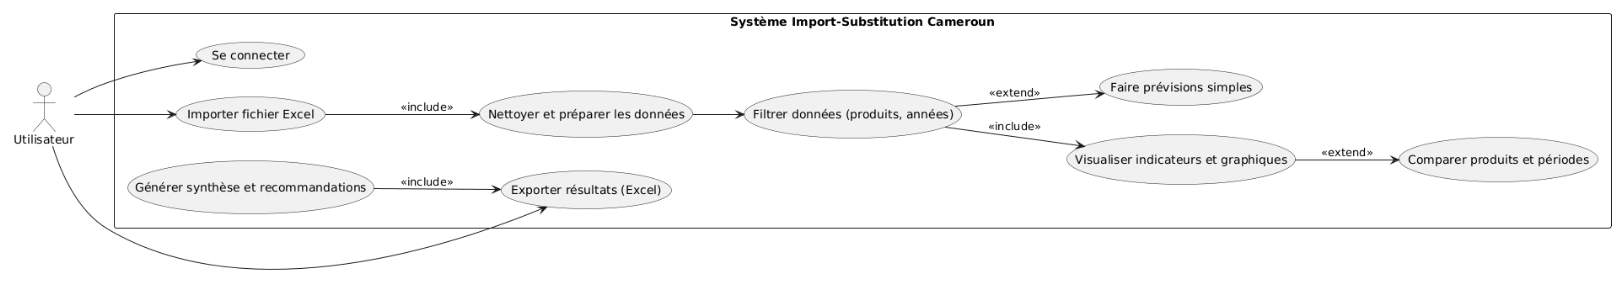 Système Import-Substitution Cameroun
Se connecter
Utilisateur
Importer fichier Excel
«include»
Nettoyer et préparer les données
Filtrer données (produits, années)
«extend»
Faire prévisions simples
«include»
Visualiser indicateurs et graphiques
«extend»
Comparer produits et périodes
Générer synthèse et recommandations
«include»
Exporter résultats (Excel)